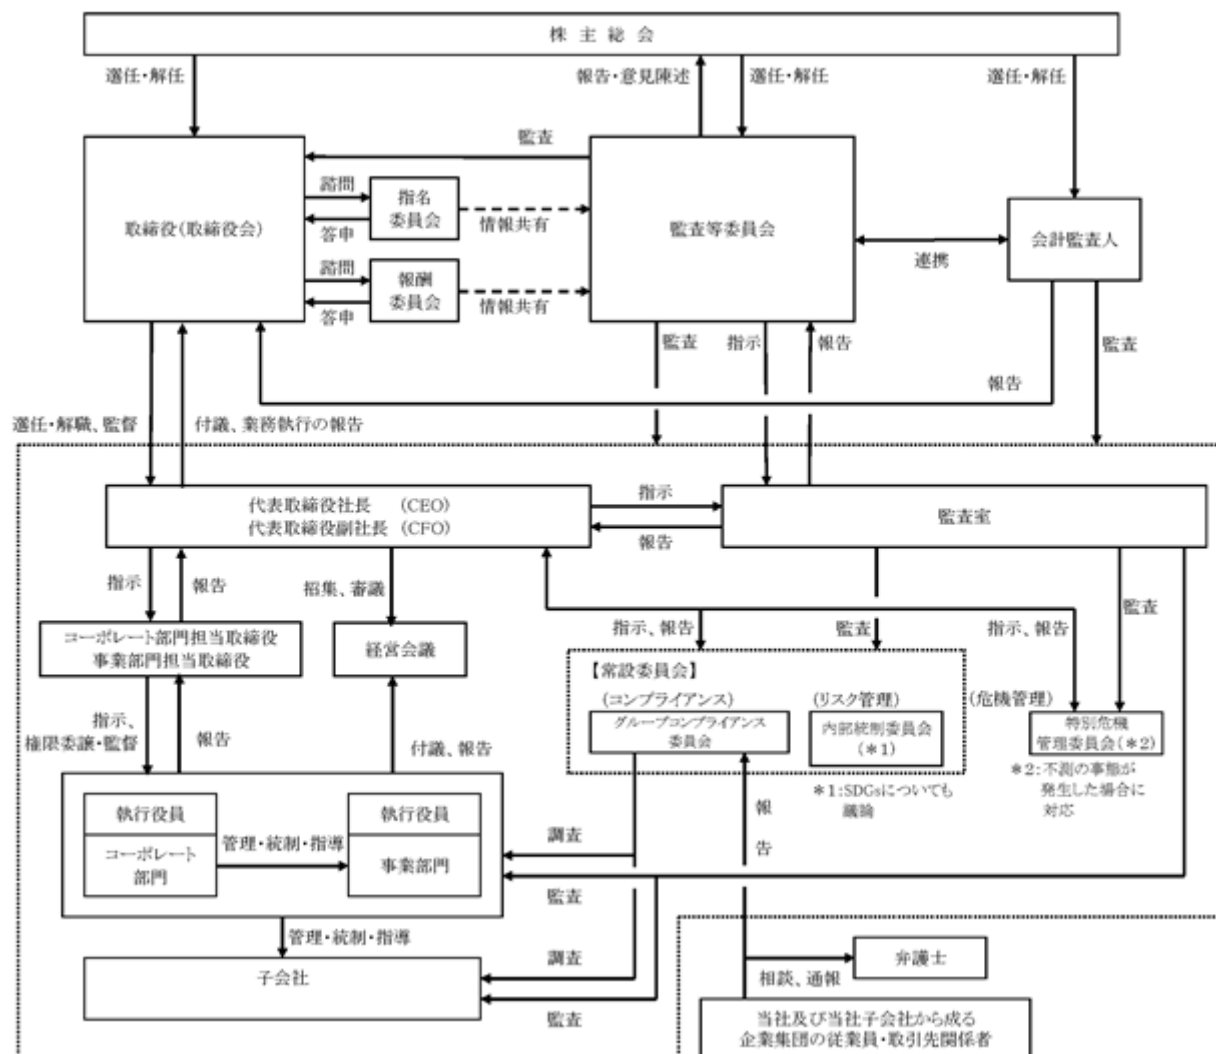 株主総会
選任・解任
報告・意見陳述
選任・解任
選任・解任
監査
取締役(取締役会)
諮問
指名
委員会
答申
情報共有
諮問
報酬
委員会
答申
情報共有
監査等委員会
連携
会計監査人
監査
指示
報告
監査
報告
選任・解職、監督
付議、業務執行の報告
代表取締役社長 (CEO)
代表取締役副社長 (CFO)
指示
報告
監査室
指示
報告
招集、審議
指示、報告
監査
指示、報告
監査
コーポレート部門担当取締役
事業部門担当取締役
経営会議
【常設委員会】
(コンプライアンス)
(リスク管理)
(危機管理)
グループコンプライアンス
委員会
内部統制委員会
(*1)
特別危機
管理委員会(*2)
*1:SDGsについても
議論
*2:不測の事態が
発生した場合に
対応
指示、
権限委譲・監督
報告
付議、報告
執行役員
コーポレート
部門
管理・統制・指導
執行役員
事業部門
調査
監査
報告
管理・統制・指導
子会社
調査
監査
弁護士
相談、通報
当社及び当社子会社から成る
企業集団の従業員・取引先関係者